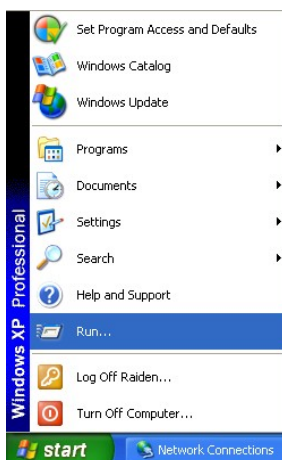 Set Program Access and Defaults
Windows Catalog
Windows Update
Programs
Documents
Settings
Search
Help and Support
Run...
Log Off Raiden...
Turn Off Computer...
Windows XP Professional
start
Network Connections